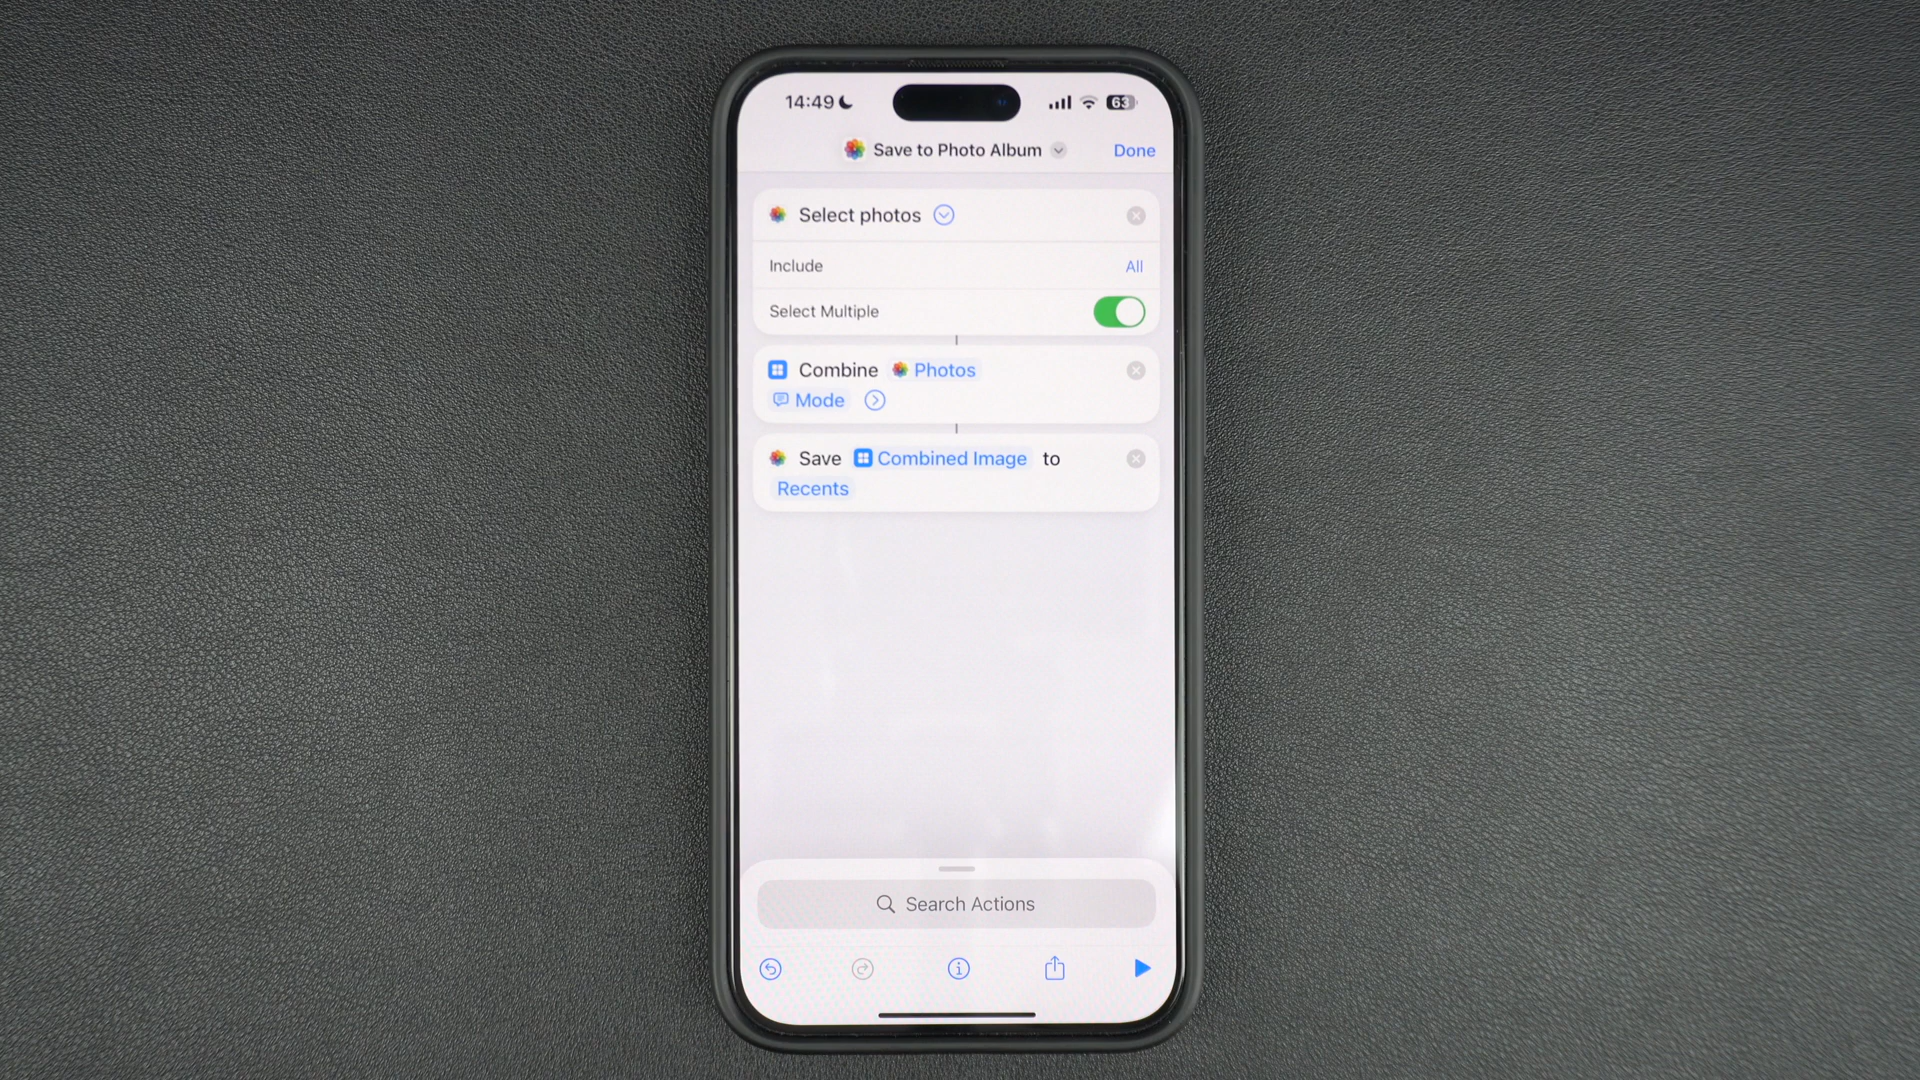 14:49
63
Save to Photo Album
Done
Select photos
Include
All
Select Multiple
Combine Photos
Mode
Save Combined Image to
Recents
Search Actions